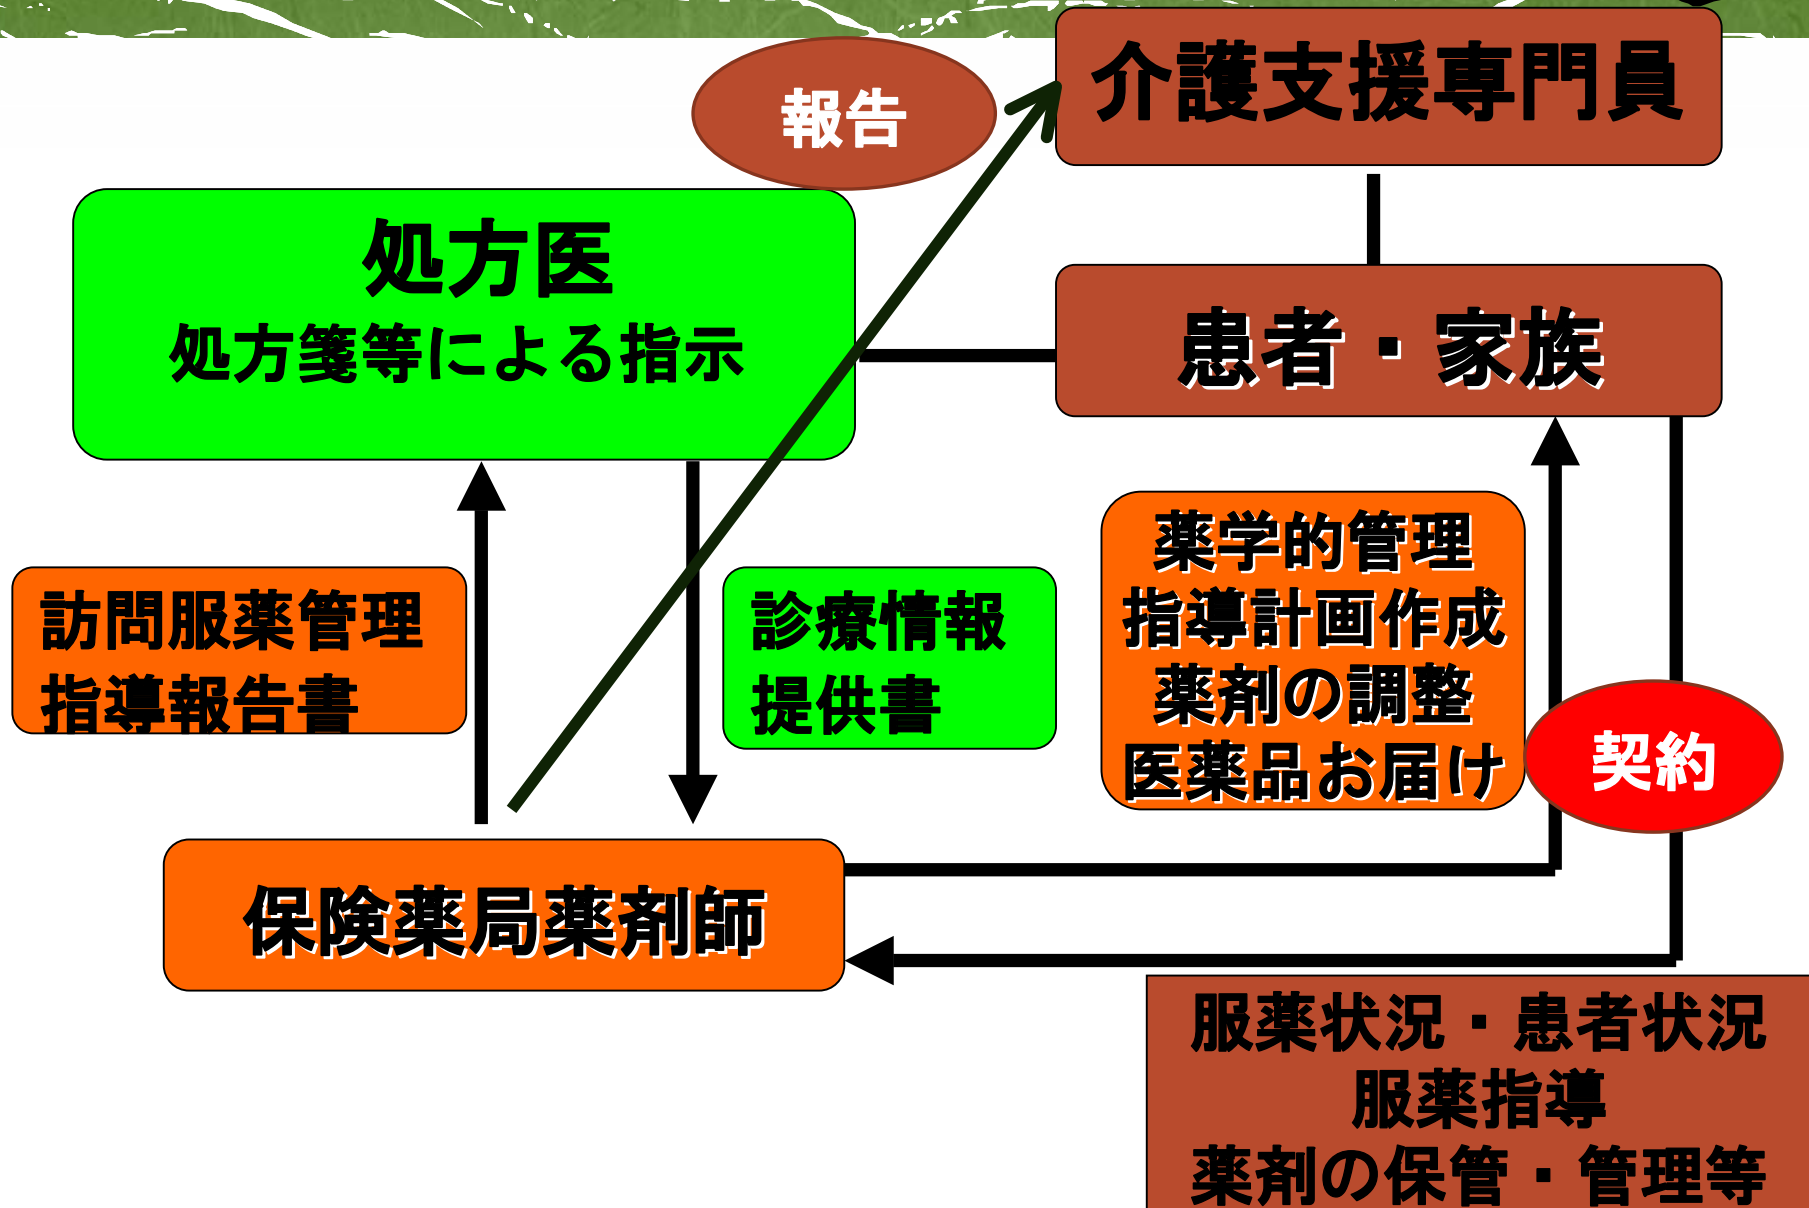 介護支援専門員
報告
処方医
処方箋等による指示
患者・家族
薬学的管理
指導計画作成
薬剤の調整
医薬品お届け
訪問服薬管理
指導報告書
診療情報
提供書
契約
保険薬局薬剤師
服薬状況・患者状況
服薬指導
薬剤の保管・管理等